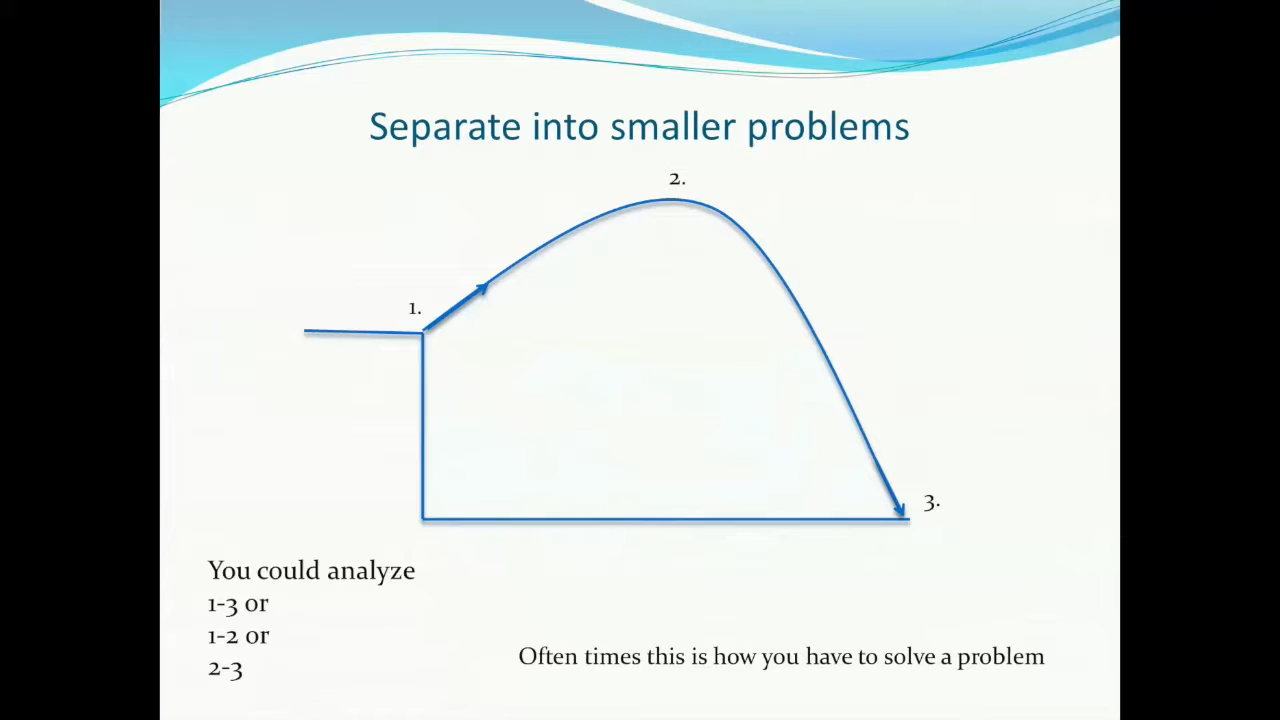 Separate into smaller problems
2.
1.
3.
You could analyze
1-3 or
1-2 or
2-3
Often times this is how you have to solve a problem